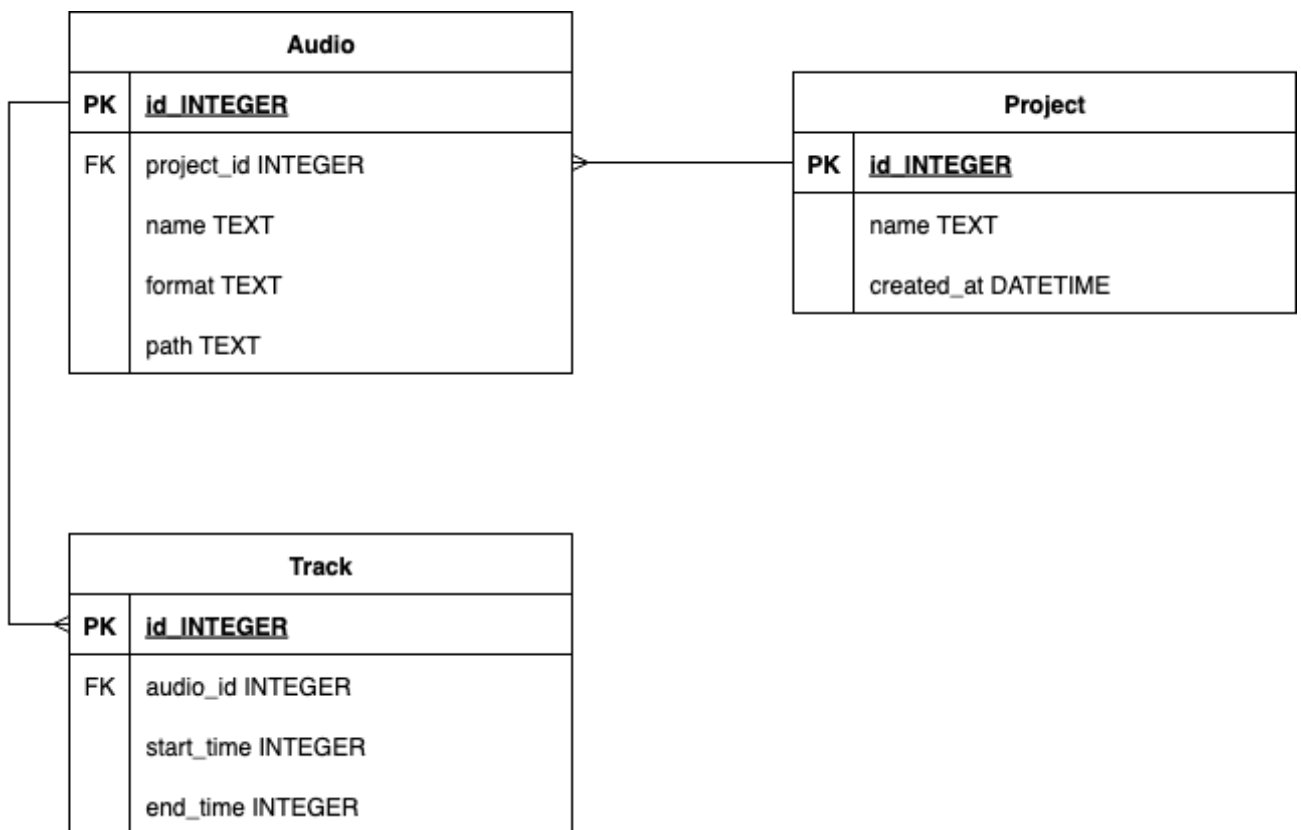 Audio
PK id_INTEGER
FK project_id INTEGER
name TEXT
format TEXT
path TEXT
Project
PK id_INTEGER
name TEXT
created_at DATETIME
Track
PK id_INTEGER
FK audio_id INTEGER
start_time INTEGER
end_time INTEGER